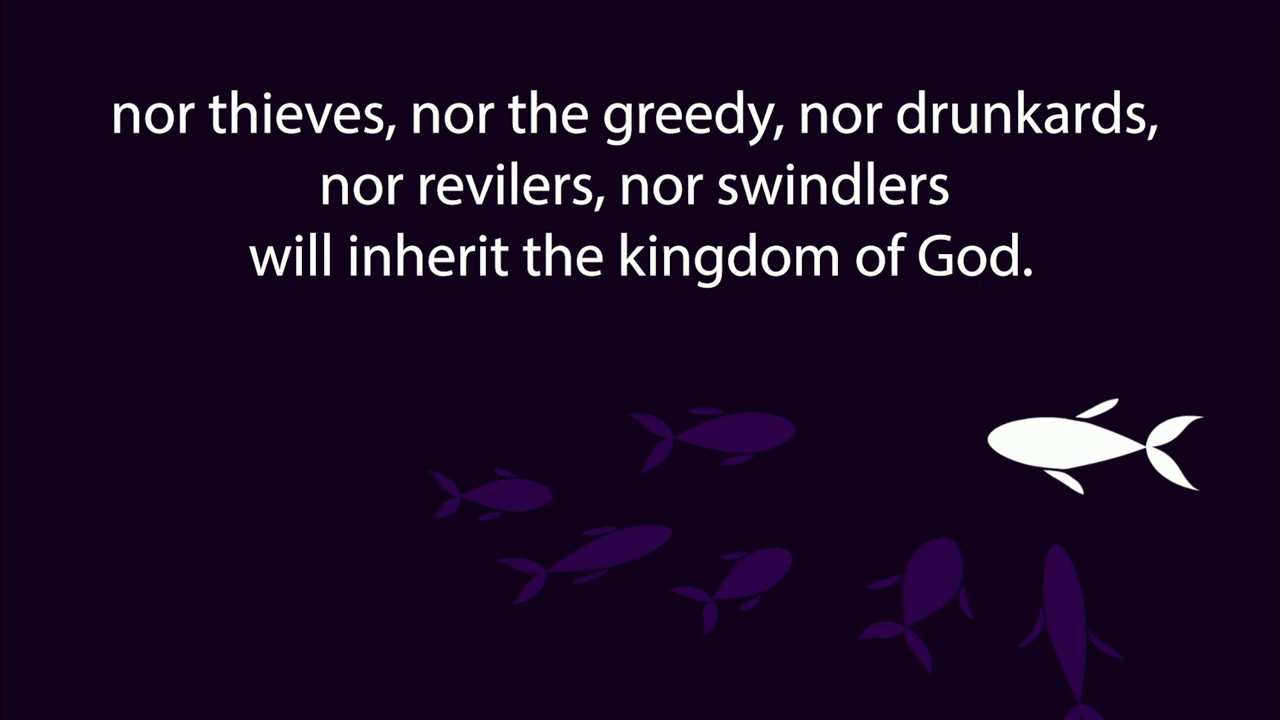 nor thieves, nor the greedy, nor drunkards,
nor revilers, nor swindlers
will inherit the kingdom of God.